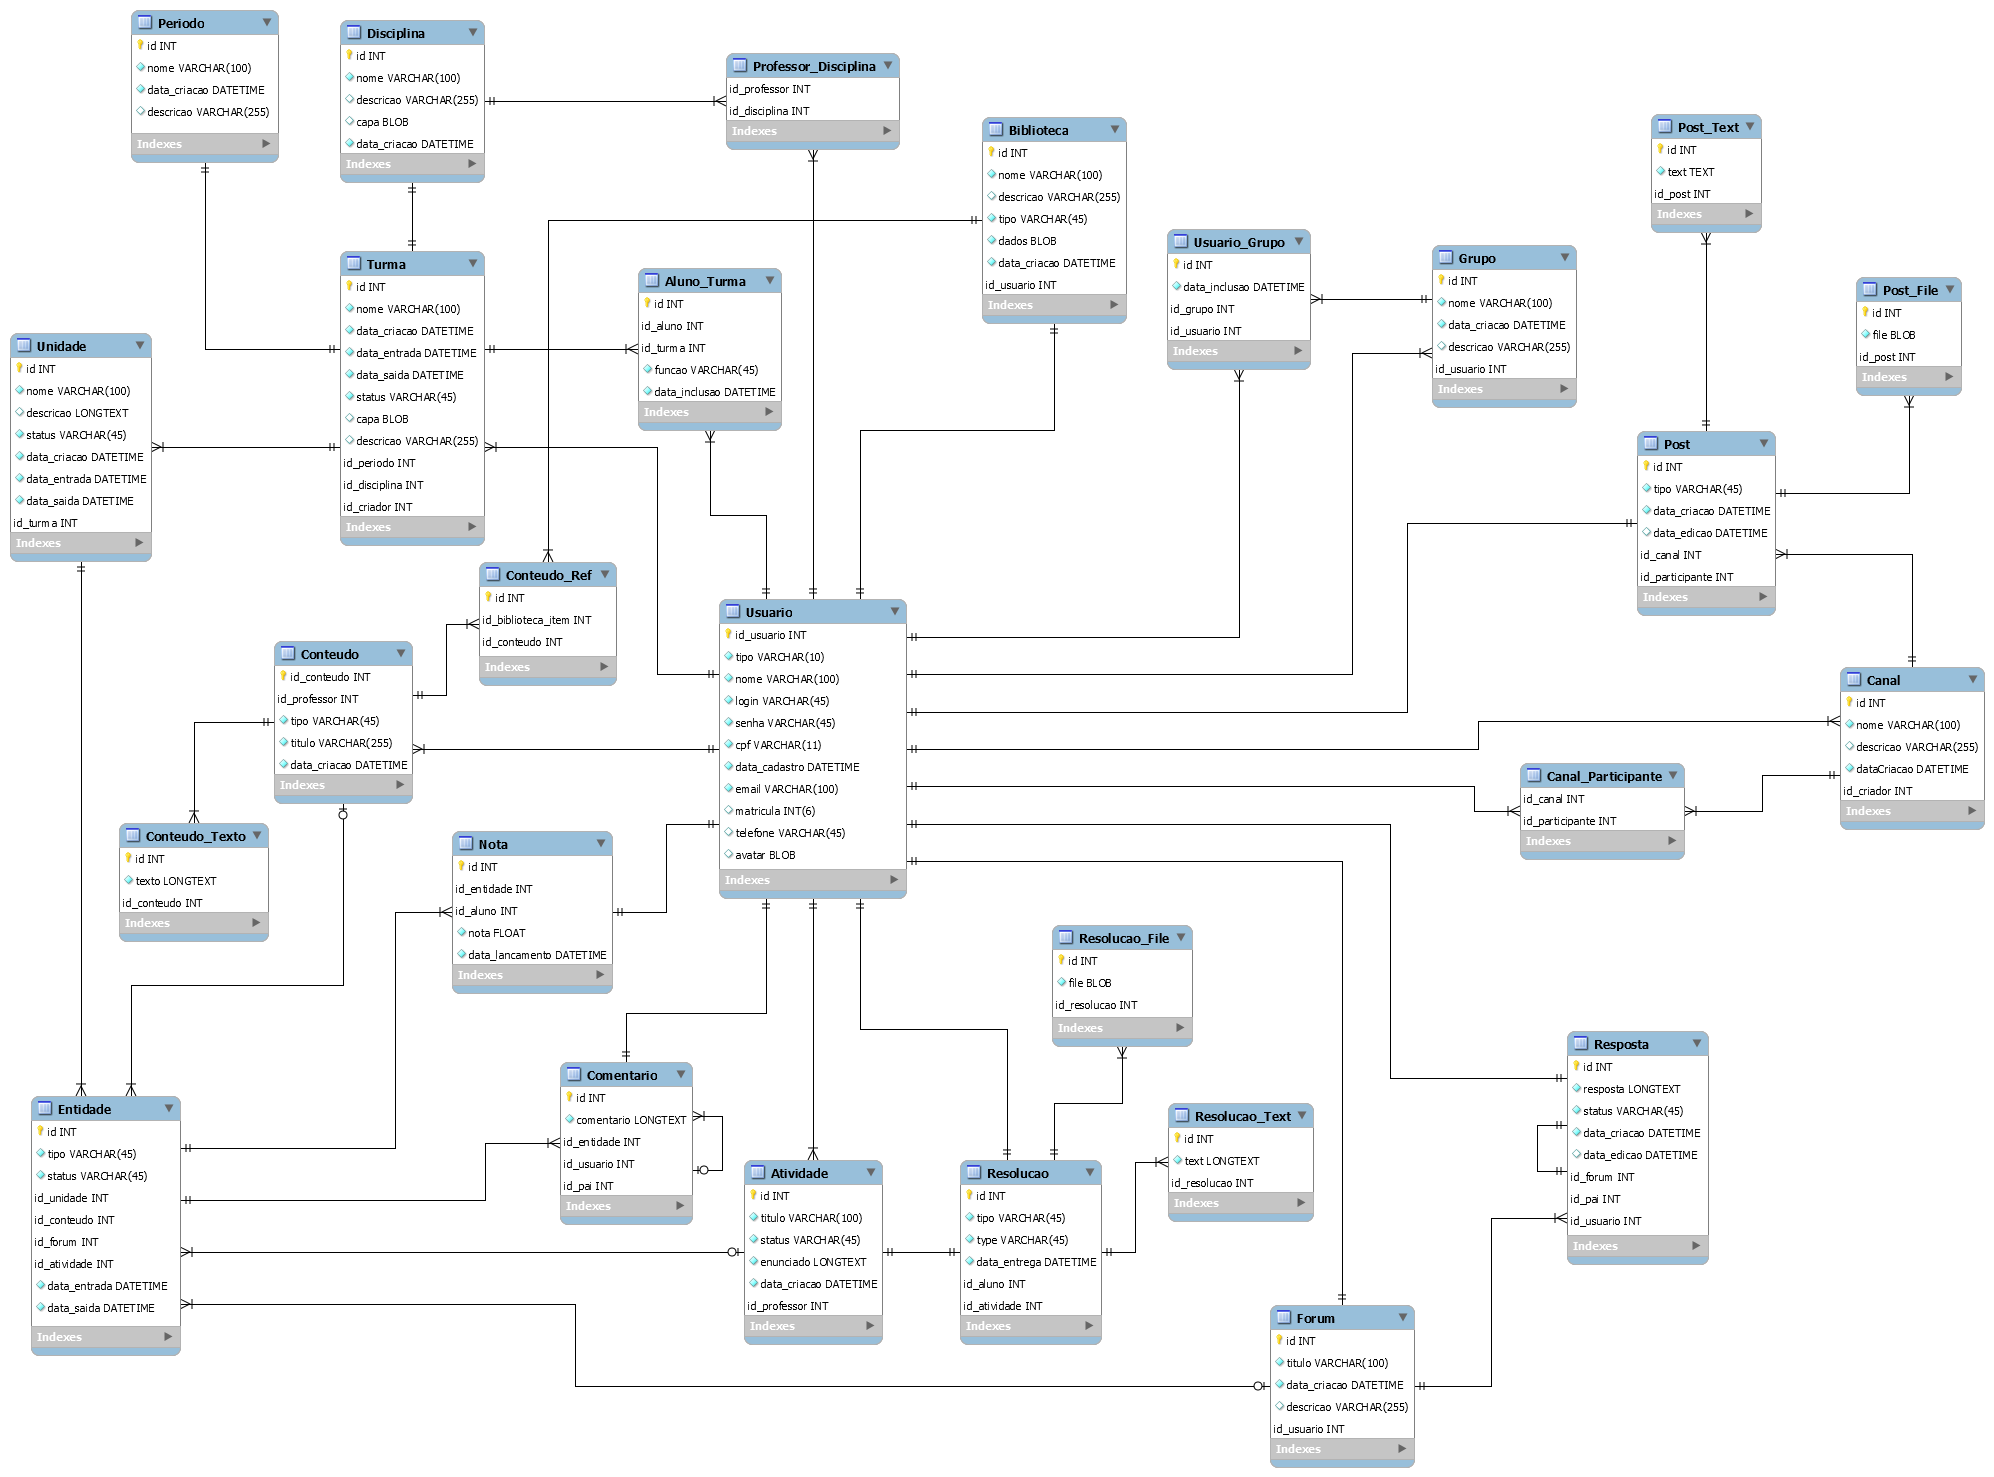 Periodo
id INT
nome VARCHAR(100)
data_criacao DATETIME
descricao VARCHAR(255)
Indexes
Disciplina
id INT
nome VARCHAR(100)
descricao VARCHAR(255)
capa BLOB
data_criacao DATETIME
Indexes
Professor_Disciplina
id_professor INT
id_disciplina INT
Indexes
Biblioteca
id INT
nome VARCHAR(100)
descricao VARCHAR(255)
tipo VARCHAR(45)
dados BLOB
data_criacao DATETIME
id_usuario INT
Indexes
Post_Text
id INT
text TEXT
id_post INT
Indexes
Usuario_Grupo
id INT
data_inclusao DATETIME
id_grupo INT
id_usuario INT
Indexes
Grupo
id INT
nome VARCHAR(100)
data_criacao DATETIME
descricao VARCHAR(255)
id_usuario INT
Indexes
Post_File
id INT
file BLOB
id_post INT
Indexes
Turma
id INT
nome VARCHAR(100)
data_criacao DATETIME
data_entrada DATETIME
data_saida DATETIME
status VARCHAR(45)
capa BLOB
descricao VARCHAR(255)
id_periodo INT
id_disciplina INT
id_criador INT
Indexes
Aluno_Turma
id INT
id_aluno INT
id_turma INT
funcao VARCHAR(45)
data_inclusao DATETIME
Indexes
Unidade
id INT
nome VARCHAR(100)
descricao LONGTEXT
status VARCHAR(45)
data_criacao DATETIME
data_entrada DATETIME
data_saida DATETIME
id_turma INT
Indexes
Post
id INT
tipo VARCHAR(45)
data_criacao DATETIME
data_edicao DATETIME
id_canal INT
id_participante INT
Indexes
Conteudo_Ref
id INT
id_biblioteca_item INT
id_conteudo INT
Indexes
Usuario
id_usuario INT
tipo VARCHAR(10)
nome VARCHAR(100)
login VARCHAR(45)
senha VARCHAR(45)
cpf VARCHAR(11)
data_cadastro DATETIME
email VARCHAR(100)
matricula INT(6)
telefone VARCHAR(45)
avatar BLOB
Indexes
Conteudo
id_conteudo INT
id_professor INT
tipo VARCHAR(45)
titulo VARCHAR(255)
data_criacao DATETIME
Indexes
Canal
id INT
nome VARCHAR(100)
descricao VARCHAR(255)
dataCriacao DATETIME
id_criador INT
Indexes
Canal_Participante
id_canal INT
id_participante INT
Indexes
Conteudo_Texto
id INT
texto LONGTEXT
id_conteudo INT
Indexes
Nota
id INT
id_entidade INT
id_aluno INT
nota FLOAT
data_lancamento DATETIME
Indexes
Resolucao_File
id INT
file BLOB
id_resolucao INT
Indexes
Resposta
id INT
resposta LONGTEXT
status VARCHAR(45)
data_criacao DATETIME
data_edicao DATETIME
id_forum INT
id_pai INT
id_usuario INT
Indexes
Comentario
id INT
comentario LONGTEXT
id_entidade INT
id_usuario INT
id_pai INT
Indexes
Entidade
id INT
tipo VARCHAR(45)
status VARCHAR(45)
id_unidade INT
id_conteudo INT
id_forum INT
id_atividade INT
data_entrada DATETIME
data_saida DATETIME
Indexes
Resolucao_Text
id INT
text LONGTEXT
id_resolucao INT
Indexes
Atividade
id INT
titulo VARCHAR(100)
status VARCHAR(45)
enunciado LONGTEXT
data_criacao DATETIME
id_professor INT
Indexes
Resolucao
id INT
tipo VARCHAR(45)
type VARCHAR(45)
data_entrega DATETIME
id_aluno INT
id_atividade INT
Indexes
Forum
id INT
titulo VARCHAR(100)
data_criacao DATETIME
descricao VARCHAR(255)
id_usuario INT
Indexes